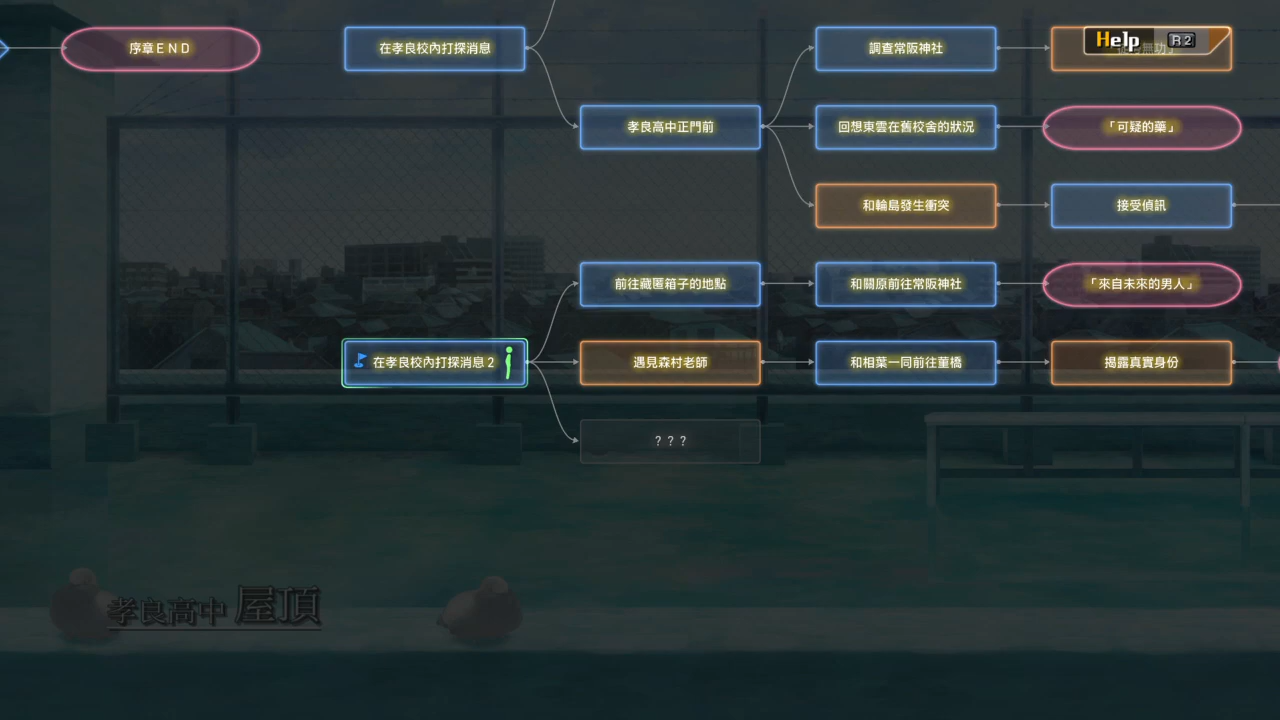 序章ＥＮＤ
在孝良校內打探消息
調查常阪神社
Help R2
孝良高中正門前
回想東雲在舊校舍的狀況
「可疑的藥」
和輪島發生衝突
接受偵訊
前往藏匿箱子的地點
和關原前往常阪神社
「來自未來的男人」
在孝良校內打探消息２
遇見森村老師
和相葉一同前往菫橋
揭露真實身份
？？？
孝良高中 屋頂